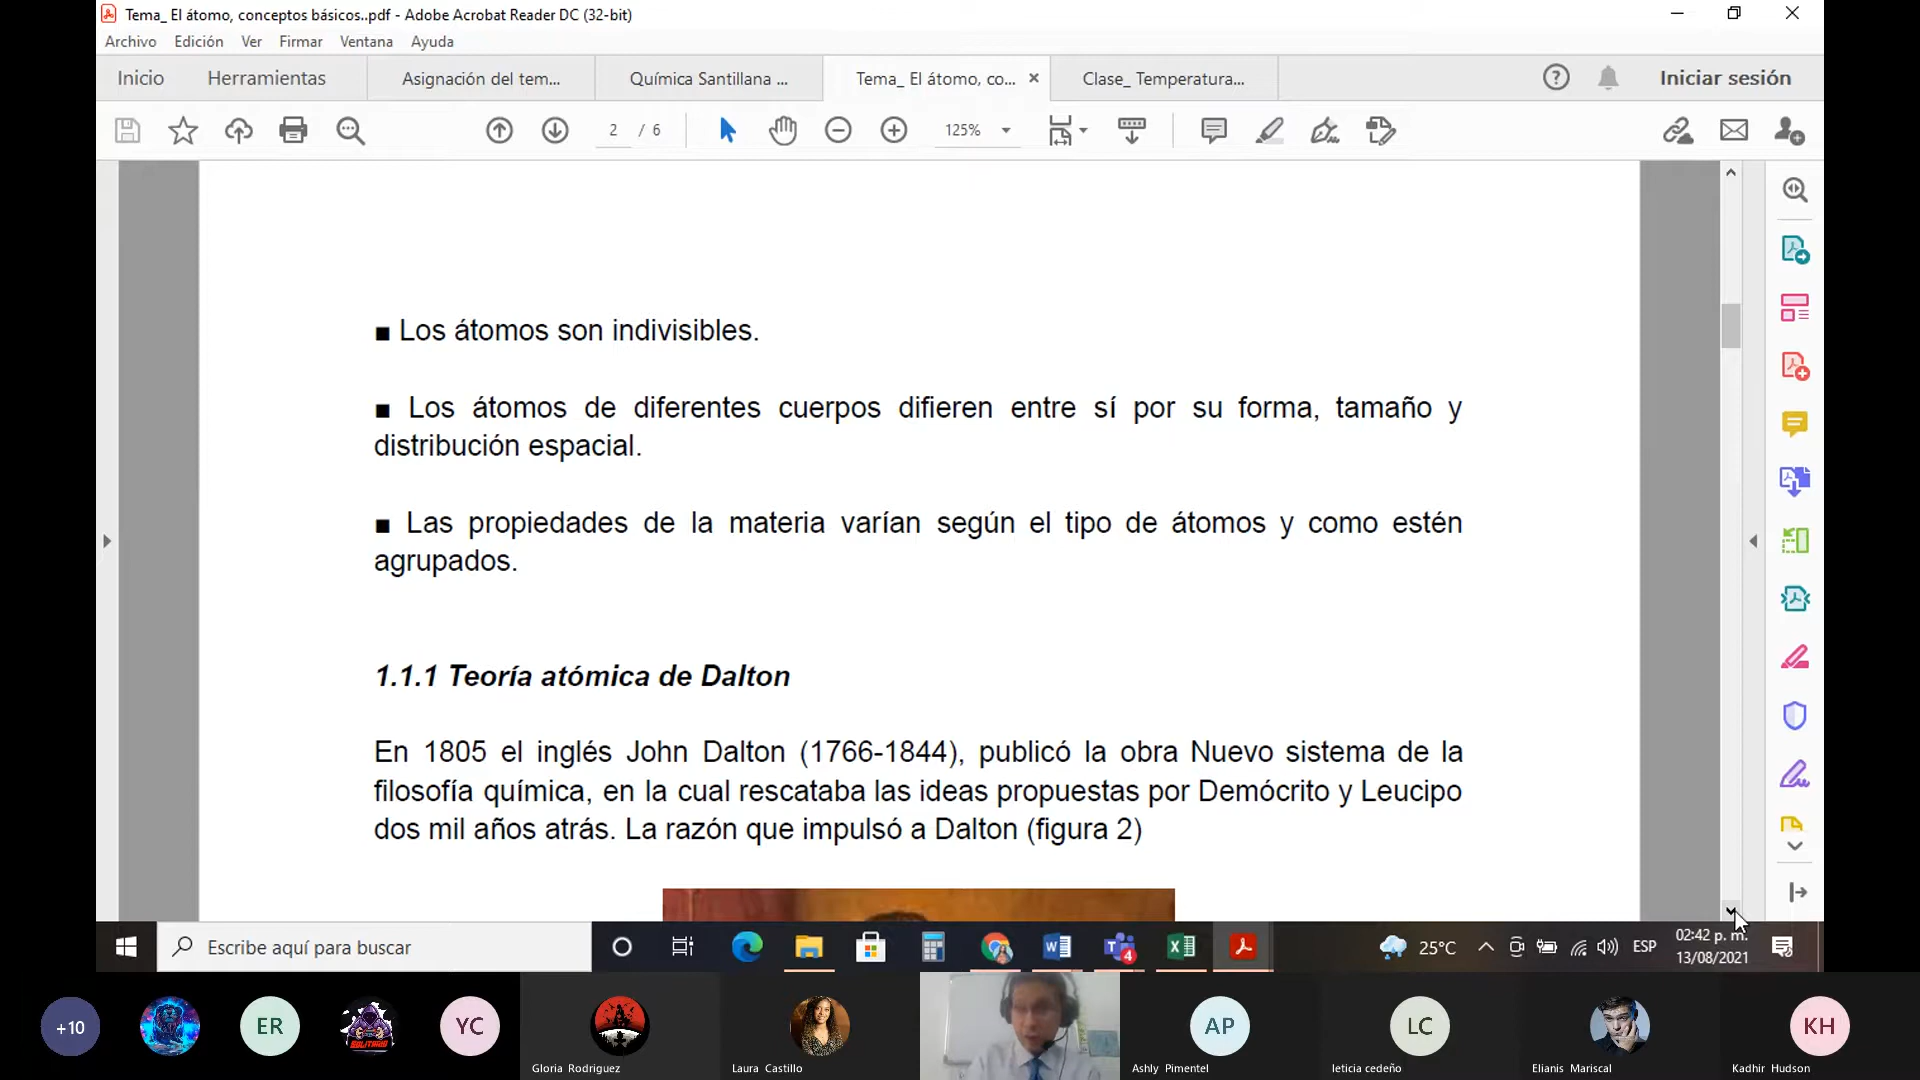 Tema_ El átomo, conceptos básicos..pdf - Adobe Acrobat Reader DC (32-bit)
Archivo Edición Ver Firmar Ventana Ayuda
Inicio Herramientas Asignación del tem... Química Santillana ... Tema_ El átomo, co... Clase_ Temperatura... Iniciar sesión
2 / 6 125%
■ Los átomos son indivisibles.
■ Los átomos de diferentes cuerpos difieren entre sí por su forma, tamaño y
distribución espacial.
■ Las propiedades de la materia varían según el tipo de átomos y como estén
agrupados.
1.1.1 Teoría atómica de Dalton
En 1805 el inglés John Dalton (1766-1844), publicó la obra Nuevo sistema de la
filosofía química, en la cual rescataba las ideas propuestas por Demócrito y Leucipo
dos mil años atrás. La razón que impulsó a Dalton (figura 2)
Escribe aquí para buscar
4
25°C
ESP
02:42 p. m.
13/08/2021
+10
ER
SOLITARIO
YC
AP
LC
KH
Gloria Rodriguez
Laura Castillo
Ashly Pimentel
leticia cedeño
Elianis Mariscal
Kadhir Hudson